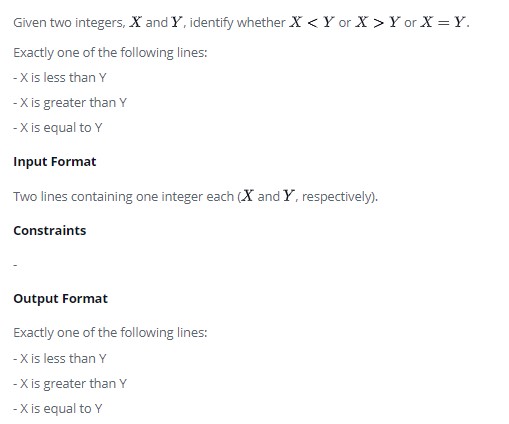 Given two integers, X and Y, identify whether X < Y or X > Y or X = Y.
Exactly one of the following lines:
- X is less than Y
- X is greater than Y
- X is equal to Y
Input Format
Two lines containing one integer each (X and Y, respectively).
Constraints
-
Output Format
Exactly one of the following lines:
- X is less than Y
- X is greater than Y
- X is equal to Y